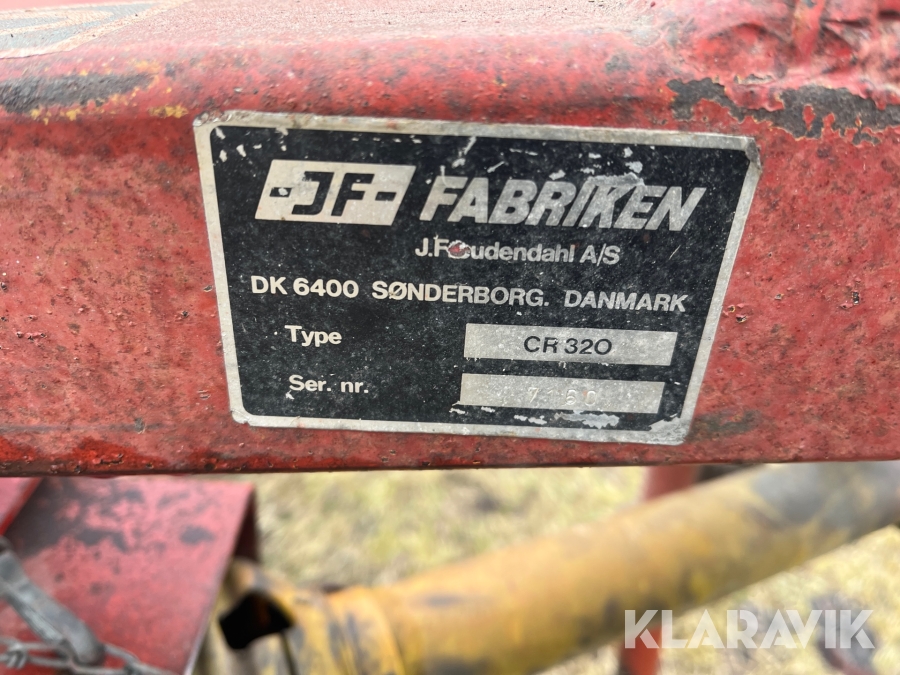 JF FABRIKEN
J.Freudendahl A/S
DK 6400 SØNDERBORG. DANMARK
Type CR 320
Ser. nr.
KLARAVIK